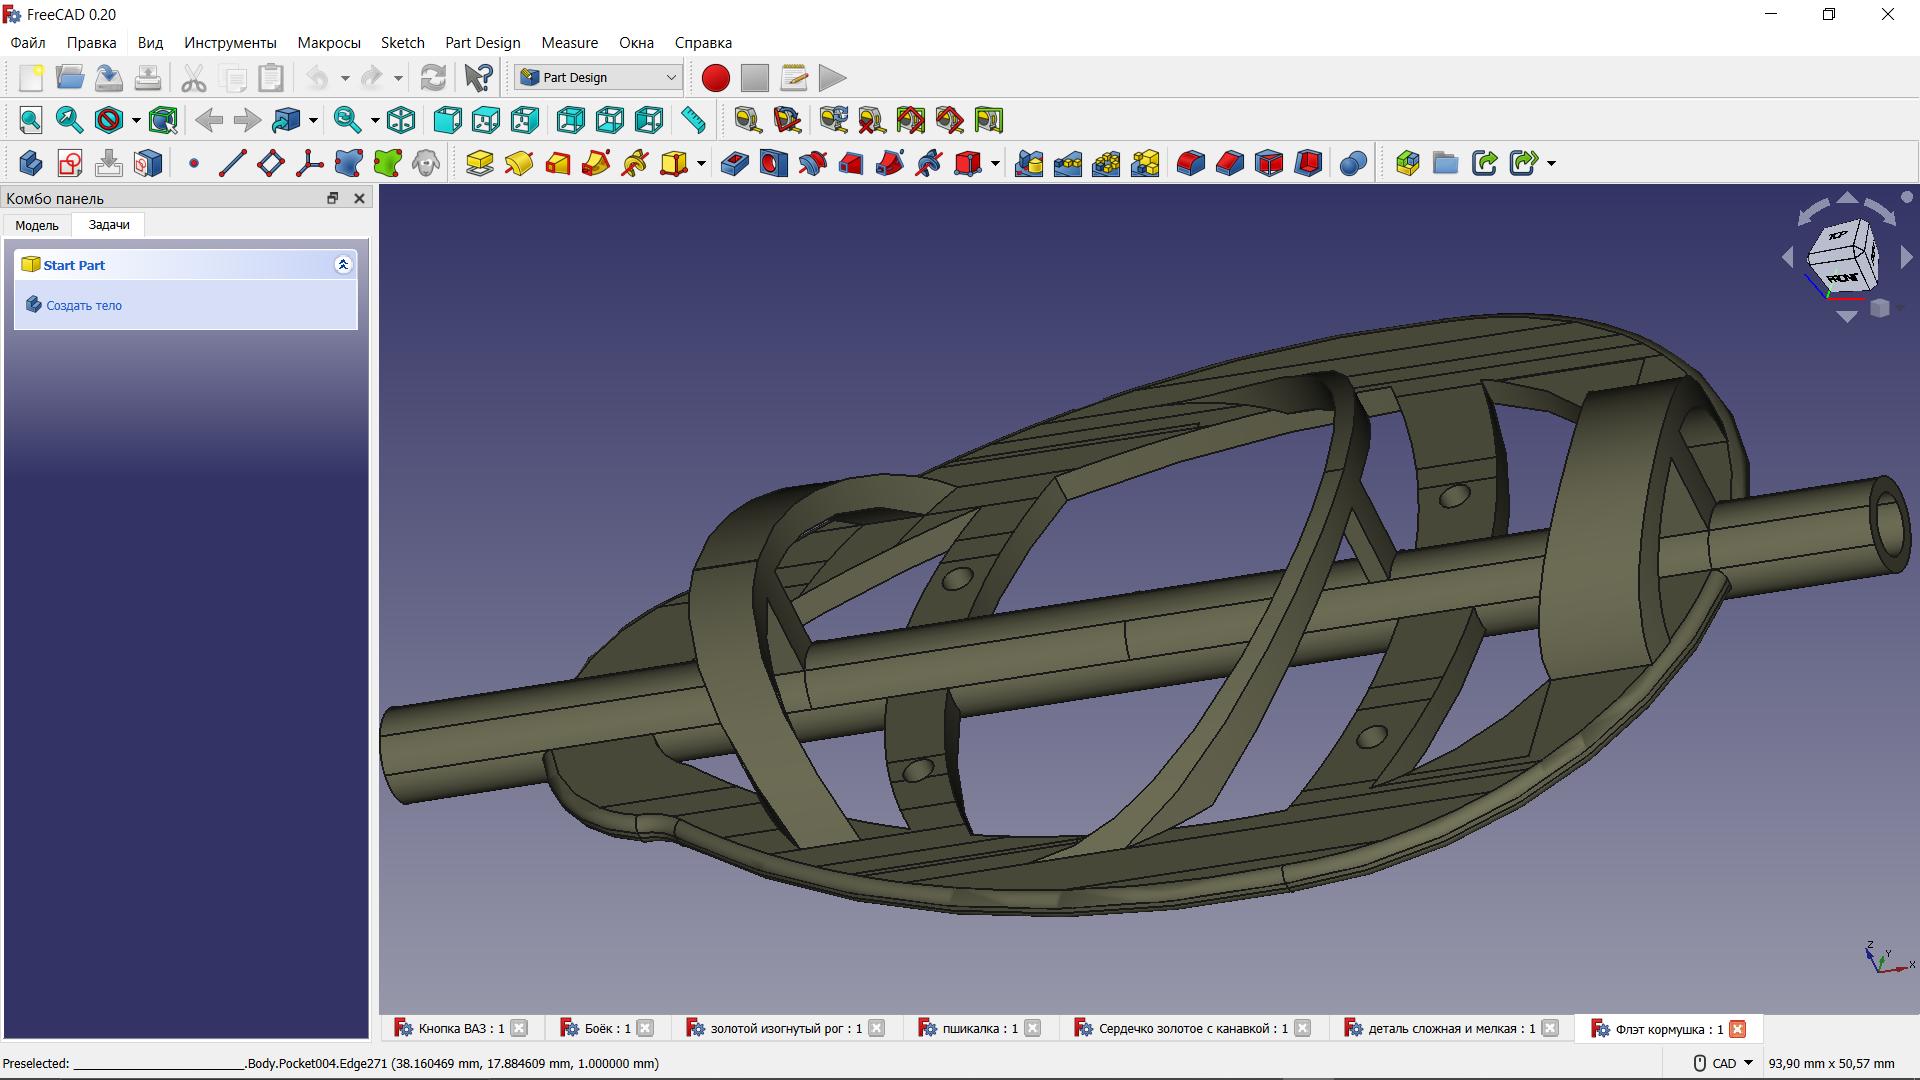 FreeCAD 0.20
Файл Правка Вид Инструменты Макросы Sketch Part Design Measure Окна Справка
Part Design
Комбо панель
Модель Задачи
Start Part
Создать тело
TOP
FRONT
Z
Y
X
Кнопка ВАЗ : 1 Боёк : 1 золотой изогнутый рог : 1 пшикалка : 1 Сердечко золотое с канавкой : 1 деталь сложная и мелкая : 1 Флэт кормушка : 1
Preselected: ____________________________.Body.Pocket004.Edge271 (38.160469 mm, 17.884609 mm, 1.000000 mm) CAD 93,90 mm x 50,57 mm